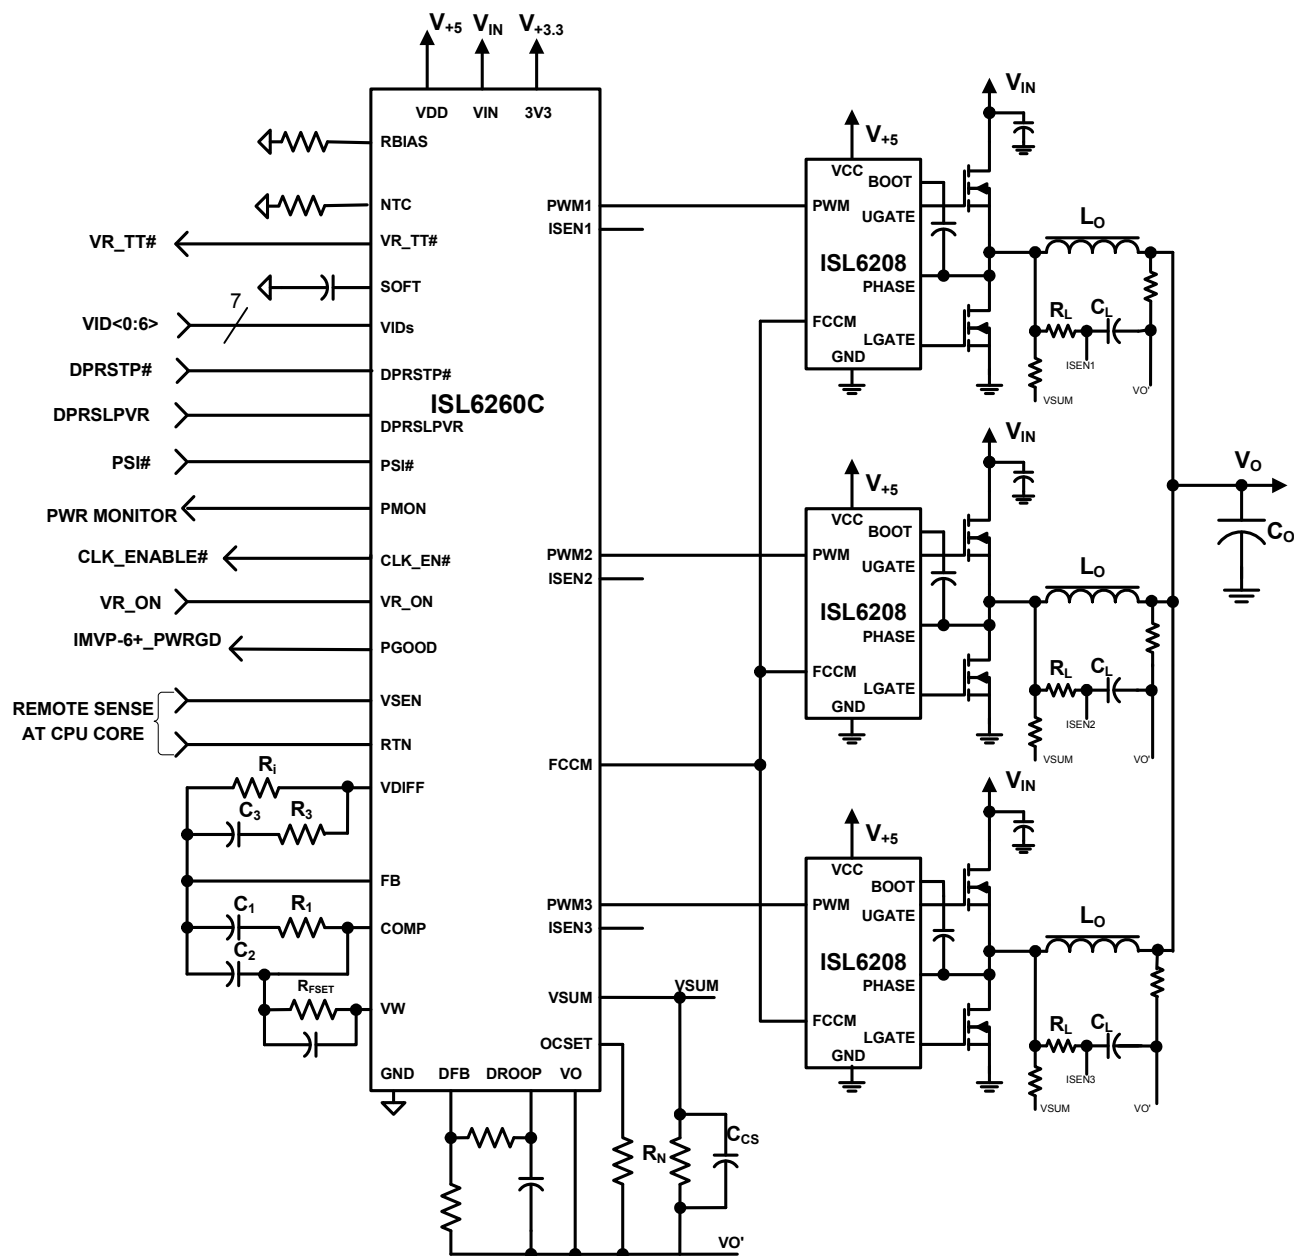 V+5 VIN V+3.3
VDD VIN 3V3
RBIAS
NTC
VR_TT# VR_TT#
SOFT
7
VID<0:6> VIDs
DPRSTP# DPRSTP#
ISL6260C
DPRSLPVR DPRSLPVR
PSI# PSI#
PWR MONITOR PMON
CLK_ENABLE# CLK_EN#
VR_ON VR_ON
IMVP-6+_PWRGD PGOOD
REMOTE SENSE
AT CPU CORE
VSEN
RTN
Ri
VDIFF
C3 R3
FB
C1 R1
COMP
C2
RFSET
VW
GND DFB DROOP VO
PWM1
ISEN1
PWM2
ISEN2
FCCM
PWM3
ISEN3
VSUM VSUM
OCSET
RN CCS
VO'
VIN
V+5
VCC
BOOT
PWM
UGATE
ISL6208
PHASE
FCCM
LGATE
GND
LO
RL CL
ISEN1
VSUM VO'
VIN
V+5
VCC
BOOT
PWM
UGATE
ISL6208
PHASE
FCCM
LGATE
GND
LO
RL CL
ISEN2
VSUM VO'
VO
CO
VIN
V+5
VCC
BOOT
PWM
UGATE
ISL6208
PHASE
FCCM
LGATE
GND
LO
RL CL
ISEN3
VSUM VO'